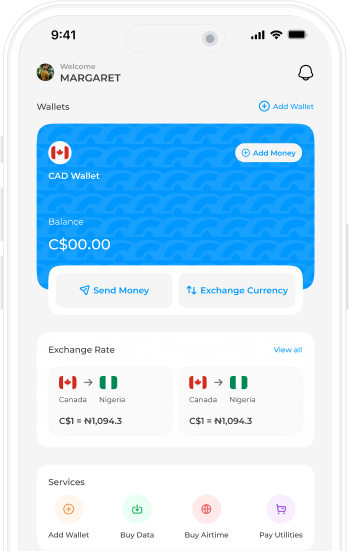 9:41
Welcome
MARGARET
Wallets
Add Wallet
Add Money
CAD Wallet
Balance
C$00.00
Send Money
Exchange Currency
Exchange Rate
View all
Canada Nigeria
C$1 = ₦1,094.3
Canada Nigeria
C$1 = ₦1,094.3
Services
Add Wallet
Buy Data
Buy Airtime
Pay Utilities